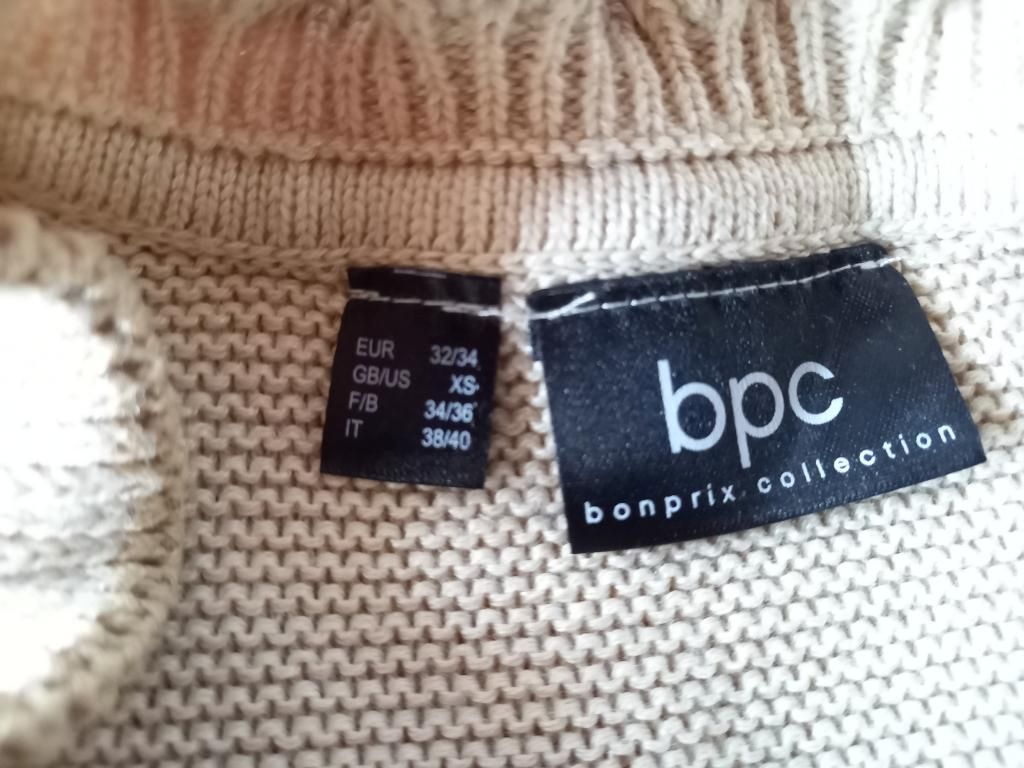 EUR 32/34
GB/US XS
F/B 34/36
IT 38/40
bpc
bonprix collection